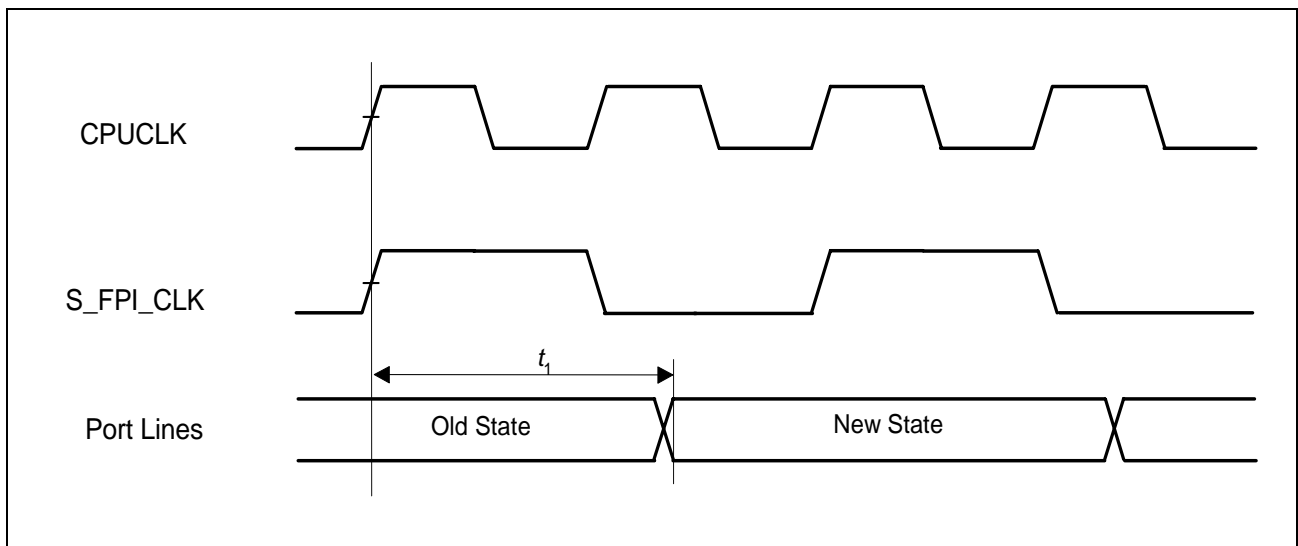 CPUCLK
S_FPI_CLK
t1
Port Lines
Old State
New State